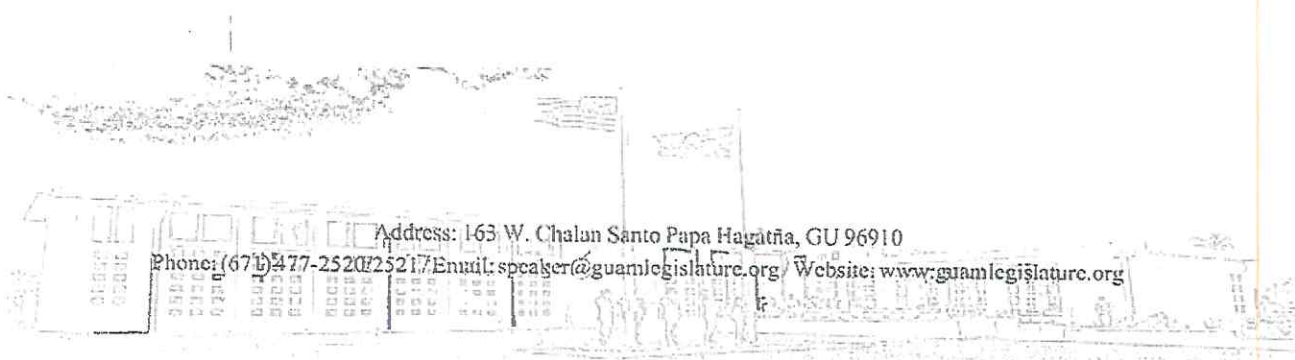 Address: 163 W. Chalan Santo Papa Hagåtña, GU 96910
Phone: (671) 477-2520/2521 / Email: speaker@guamlegislature.org / Website: www.guamlegislature.org